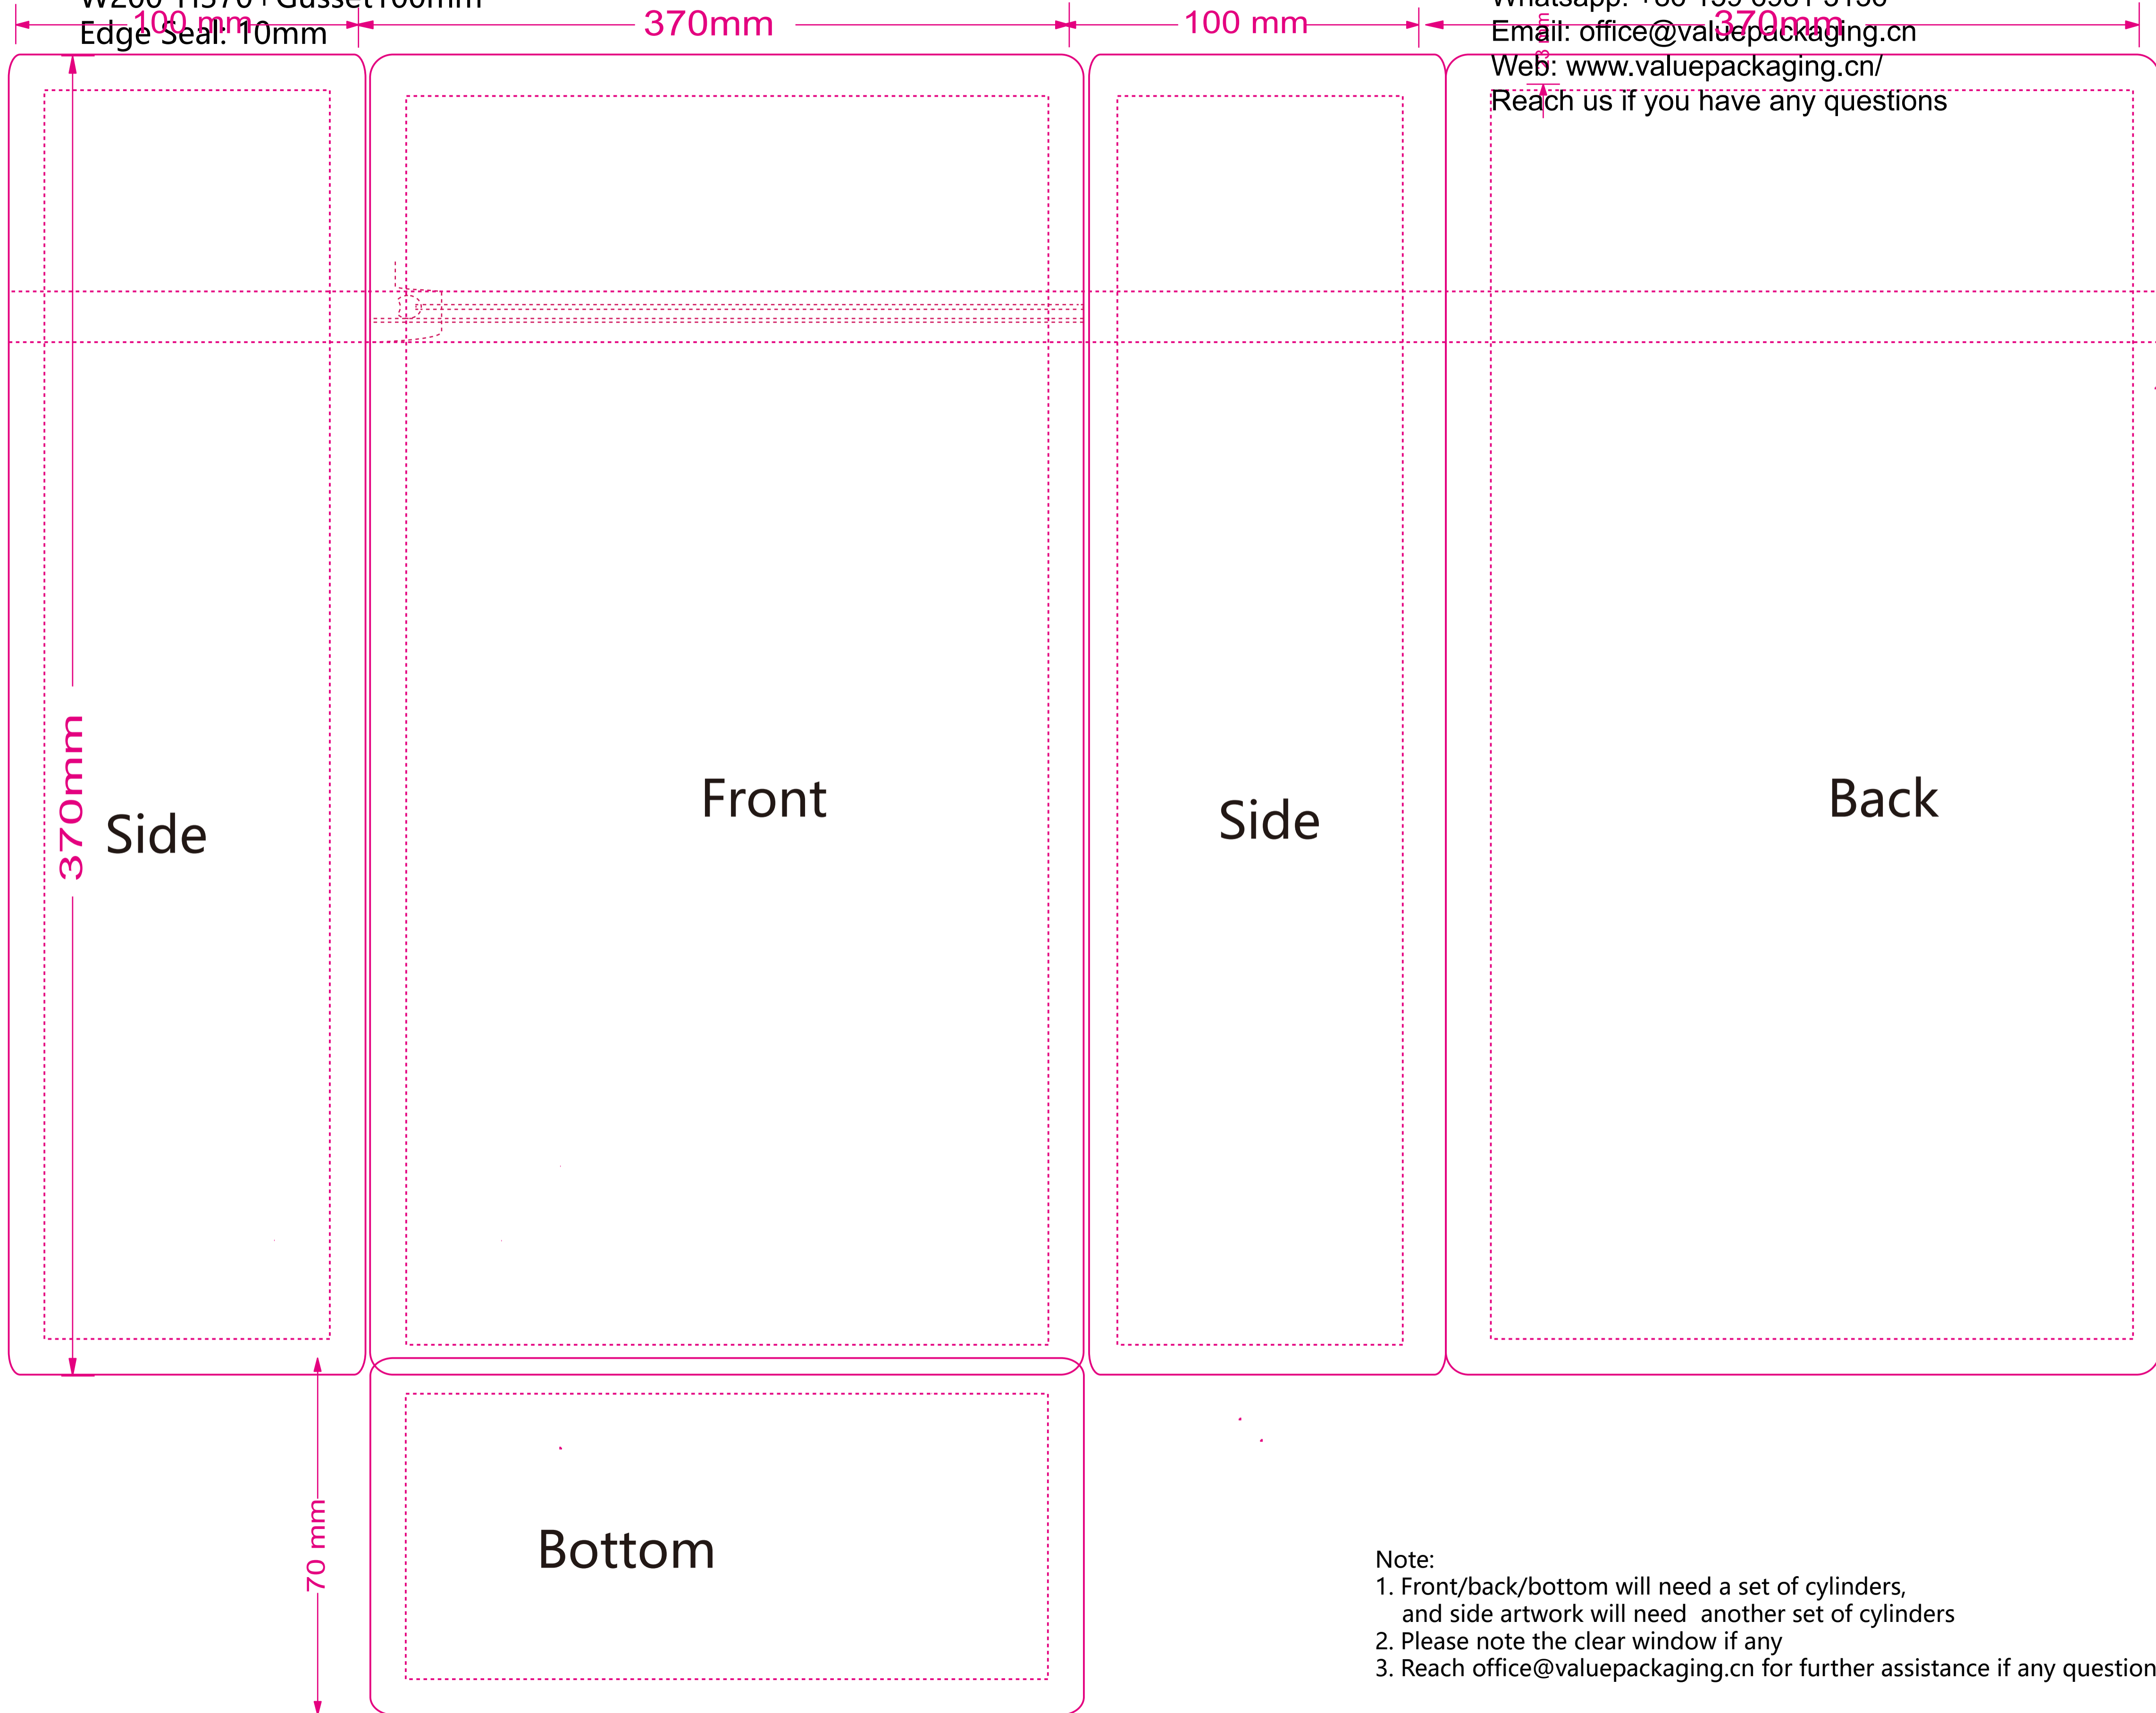 W200*H370+Gusset100mm
Edge Seal: 10mm
100 mm
370mm
100 mm
370mm
Email: office@valuepackaging.cn
Web: www.valuepackaging.cn/
Reach us if you have any questions
370mm
Side
Front
Side
Back
70 mm
Bottom
Note:
1. Front/back/bottom will need a set of cylinders,
and side artwork will need another set of cylinders
2. Please note the clear window if any
3. Reach office@valuepackaging.cn for further assistance if any question